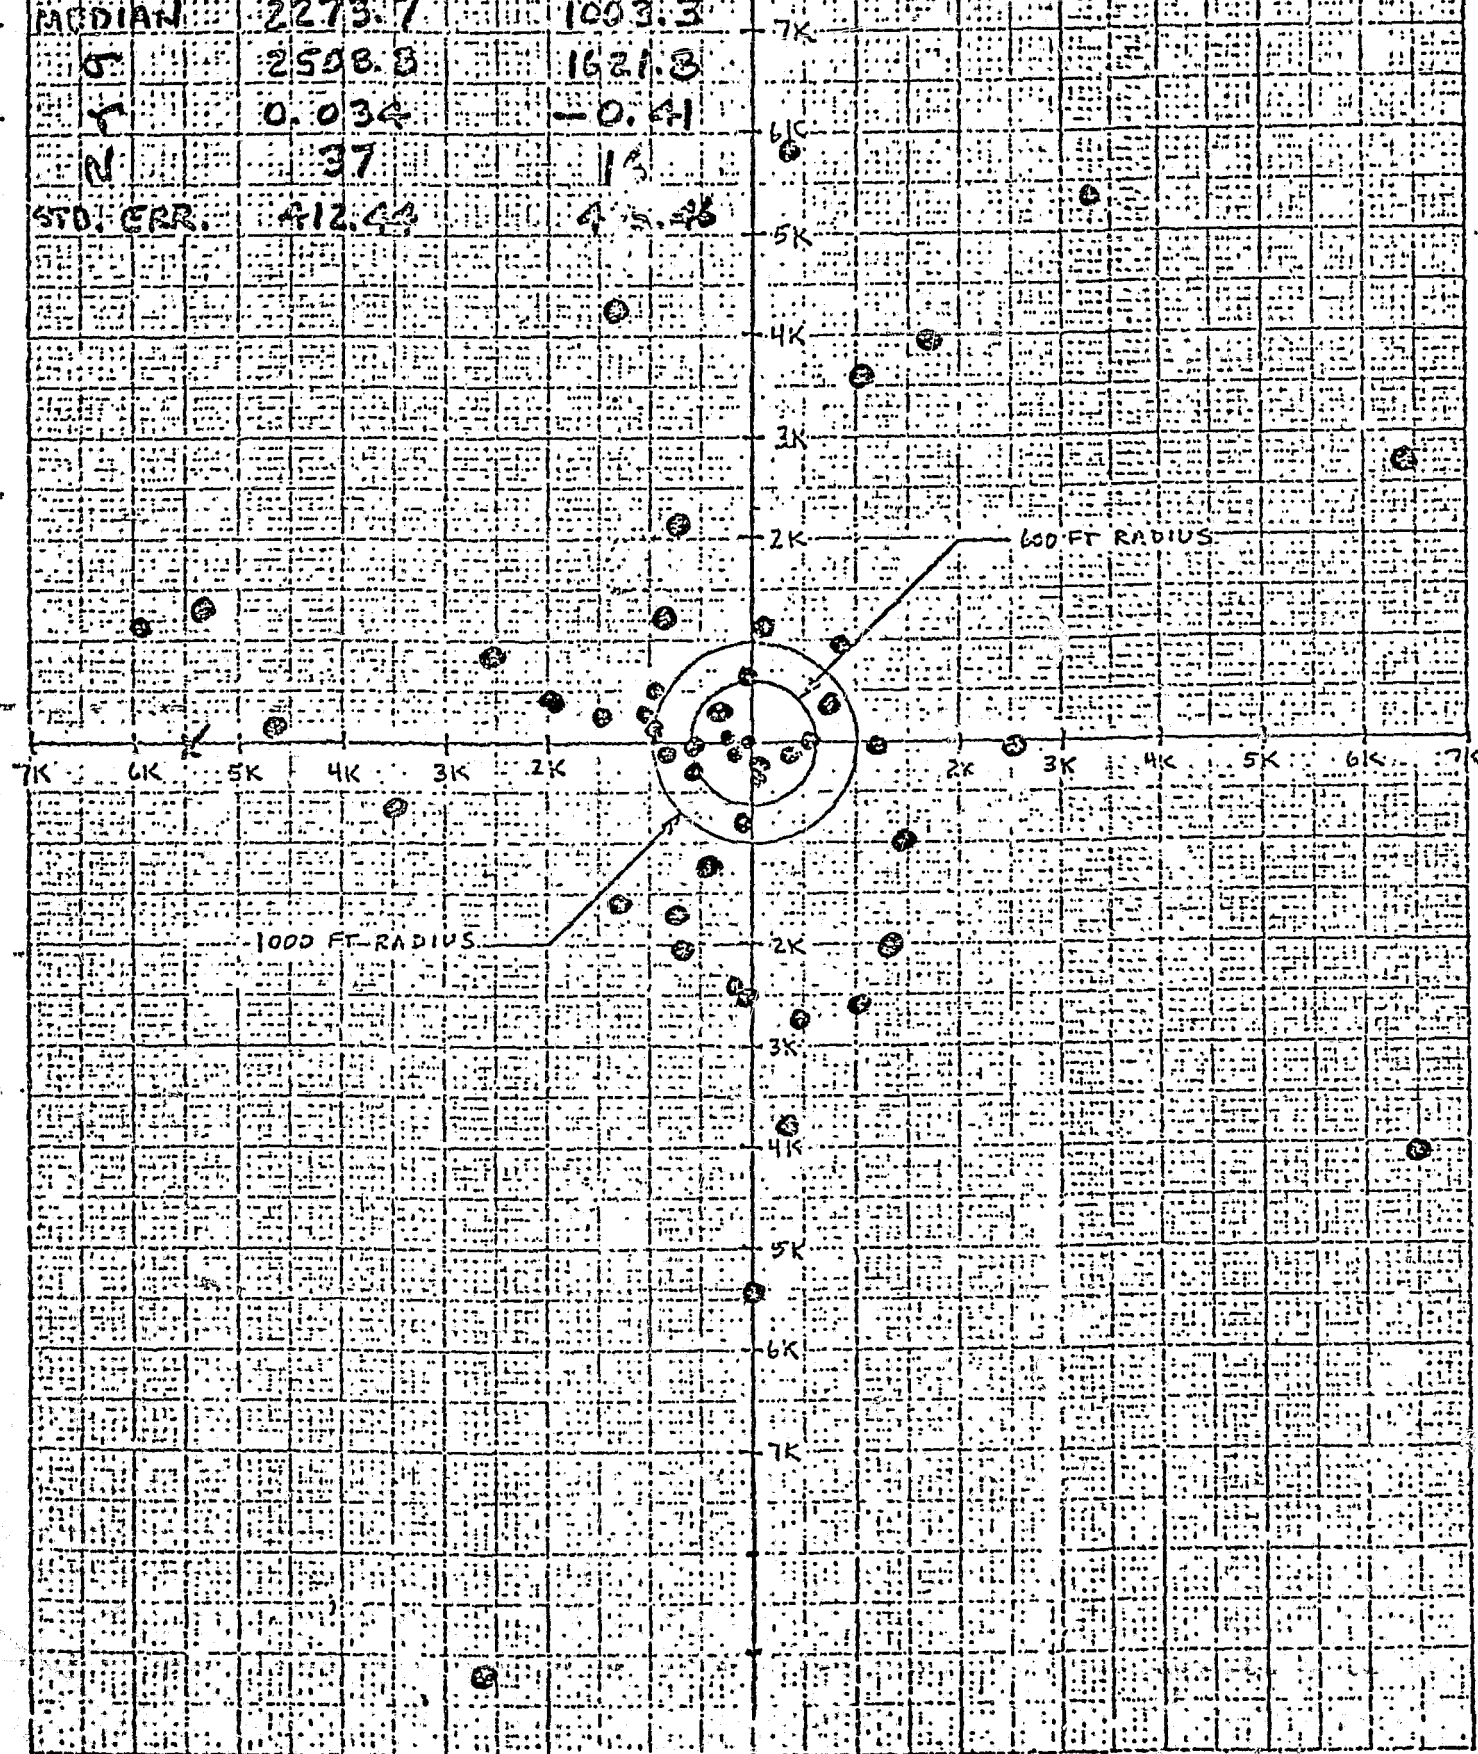 MEDIAN 2273.7 1003.3
σ 2508.8 1621.8
r 0.034 -0.41
N 37
STD. ERR. 412.44
7K
6K
5K
4K
3K
2K
600 FT RADIUS
7K 6K 5K 4K 3K 2K 2K 3K 4K 5K 6K 7K
1000 FT RADIUS
2K
3K
4K
5K
6K
7K